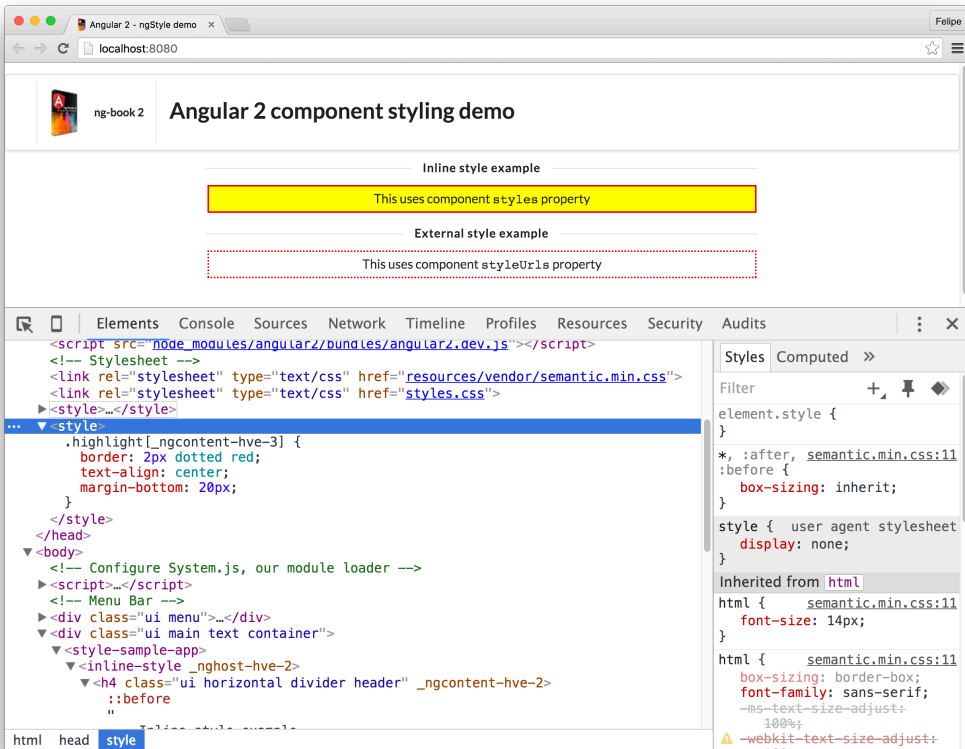 Angular 2 - ngStyle demo ×
Felipe
localhost:8080
ng-book 2
Angular 2 component styling demo
Inline style example
This uses component styles property
External style example
This uses component styleUrls property
Elements Console Sources Network Timeline Profiles Resources Security Audits
<script src="node_modules/angular2/bundles/angular2.dev.js"></script>
<!-- Stylesheet -->
<link rel="stylesheet" type="text/css" href="resources/vendor/semantic.min.css">
<link rel="stylesheet" type="text/css" href="styles.css">
▶<style>…</style>
▼<style>
.highlight[_ngcontent-hve-3] {
border: 2px dotted red;
text-align: center;
margin-bottom: 20px;
}
</style>
</head>
▼<body>
<!-- Configure System.js, our module loader -->
▶<script>…</script>
<!-- Menu Bar -->
▶<div class="ui menu">…</div>
▼<div class="ui main text container">
▼<style-sample-app>
▼<inline-style _nghost-hve-2>
▼<h4 class="ui horizontal divider header" _ngcontent-hve-2>
::before
"
Inline style example
html head style
Styles Computed »
Filter
element.style {
}
*, :after, semantic.min.css:11
:before {
box-sizing: inherit;
}
style { user agent stylesheet
display: none;
}
Inherited from html
html { semantic.min.css:11
font-size: 14px;
}
html { semantic.min.css:11
box-sizing: border-box;
font-family: sans-serif;
-ms-text-size-adjust:
100%;
-webkit-text-size-adjust: